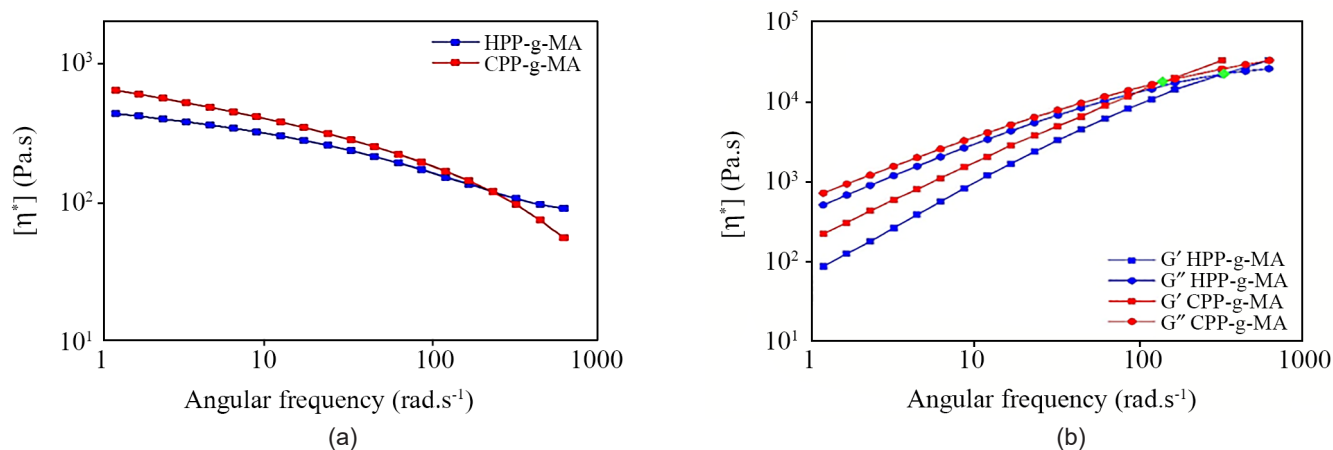 [η*] (Pa.s)
10³
10²
10¹
1
10
100
1000
HPP-g-MA
CPP-g-MA
Angular frequency (rad.s⁻¹)
(a)
[η*] (Pa.s)
10⁵
10⁴
10³
10²
10¹
1
10
100
1000
G′ HPP-g-MA
G″ HPP-g-MA
G′ CPP-g-MA
G″ CPP-g-MA
Angular frequency (rad.s⁻¹)
(b)